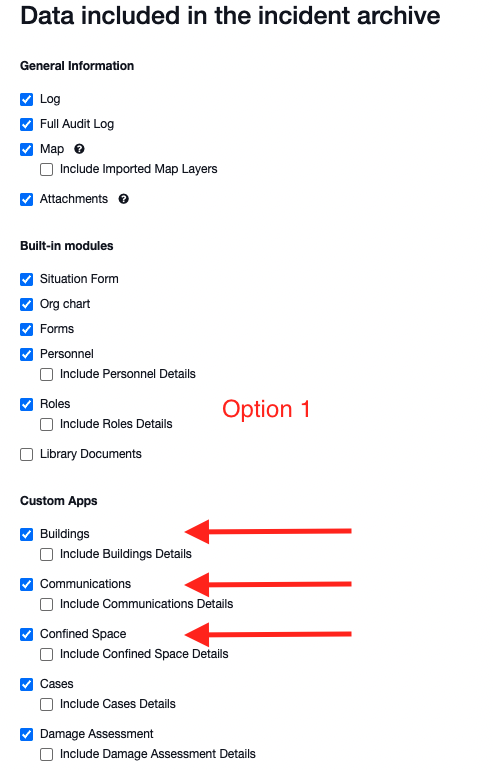 Data included in the incident archive
General Information
Log
Full Audit Log
Map ?
Include Imported Map Layers
Attachments ?
Built-in modules
Situation Form
Org chart
Forms
Personnel
Include Personnel Details
Roles
Option 1
Include Roles Details
Library Documents
Custom Apps
Buildings
Include Buildings Details
Communications
Include Communications Details
Confined Space
Include Confined Space Details
Cases
Include Cases Details
Damage Assessment
Include Damage Assessment Details